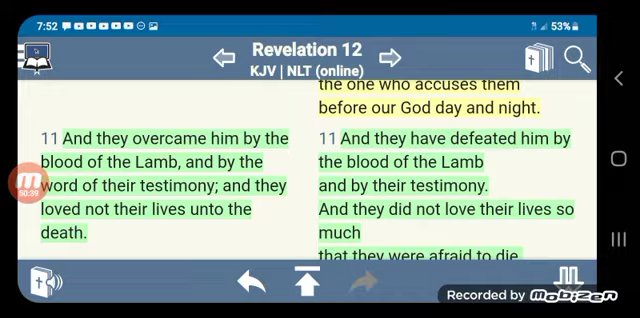 7:52
53%
Revelation 12
KJV | NLT (online)
the one who accuses them
before our God day and night.
11 And they overcame him by the
blood of the Lamb, and by the
word of their testimony; and they
loved not their lives unto the
death.
11 And they have defeated him by
the blood of the Lamb
and by their testimony.
And they did not love their lives so
much
that they were afraid to die.
50:39
Recorded by MOBIZEN